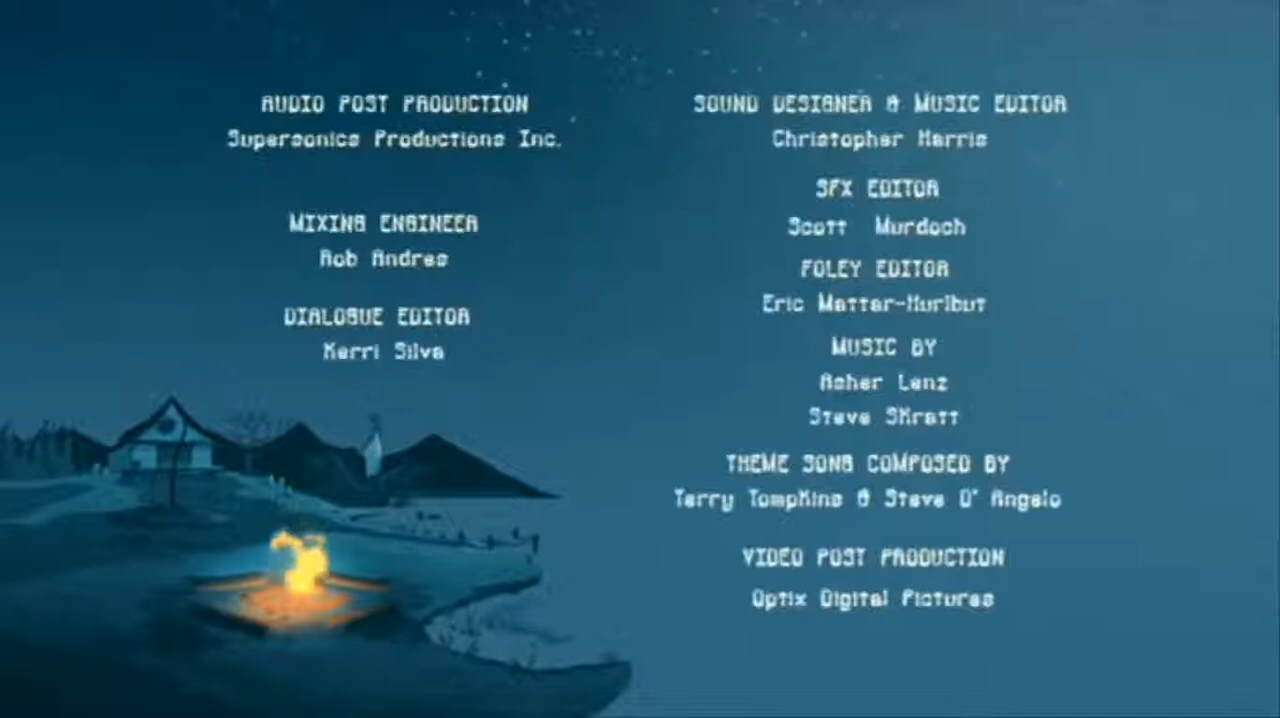 AUDIO POST PRODUCTION
Supersonics Productions Inc.
MIXING ENGINEER
Rob Andres
DIALOGUE EDITOR
Kerri Silva
SOUND DESIGNER & MUSIC EDITOR
Christopher Harris
SFX EDITOR
Scott Murdoch
FOLEY EDITOR
Eric Mattar-Hurlbut
MUSIC BY
Asher Lenz
Steve SKratt
THEME SONG COMPOSED BY
Terry TompKins & Steve D' Angelo
VIDEO POST PRODUCTION
Optix Digital Pictures